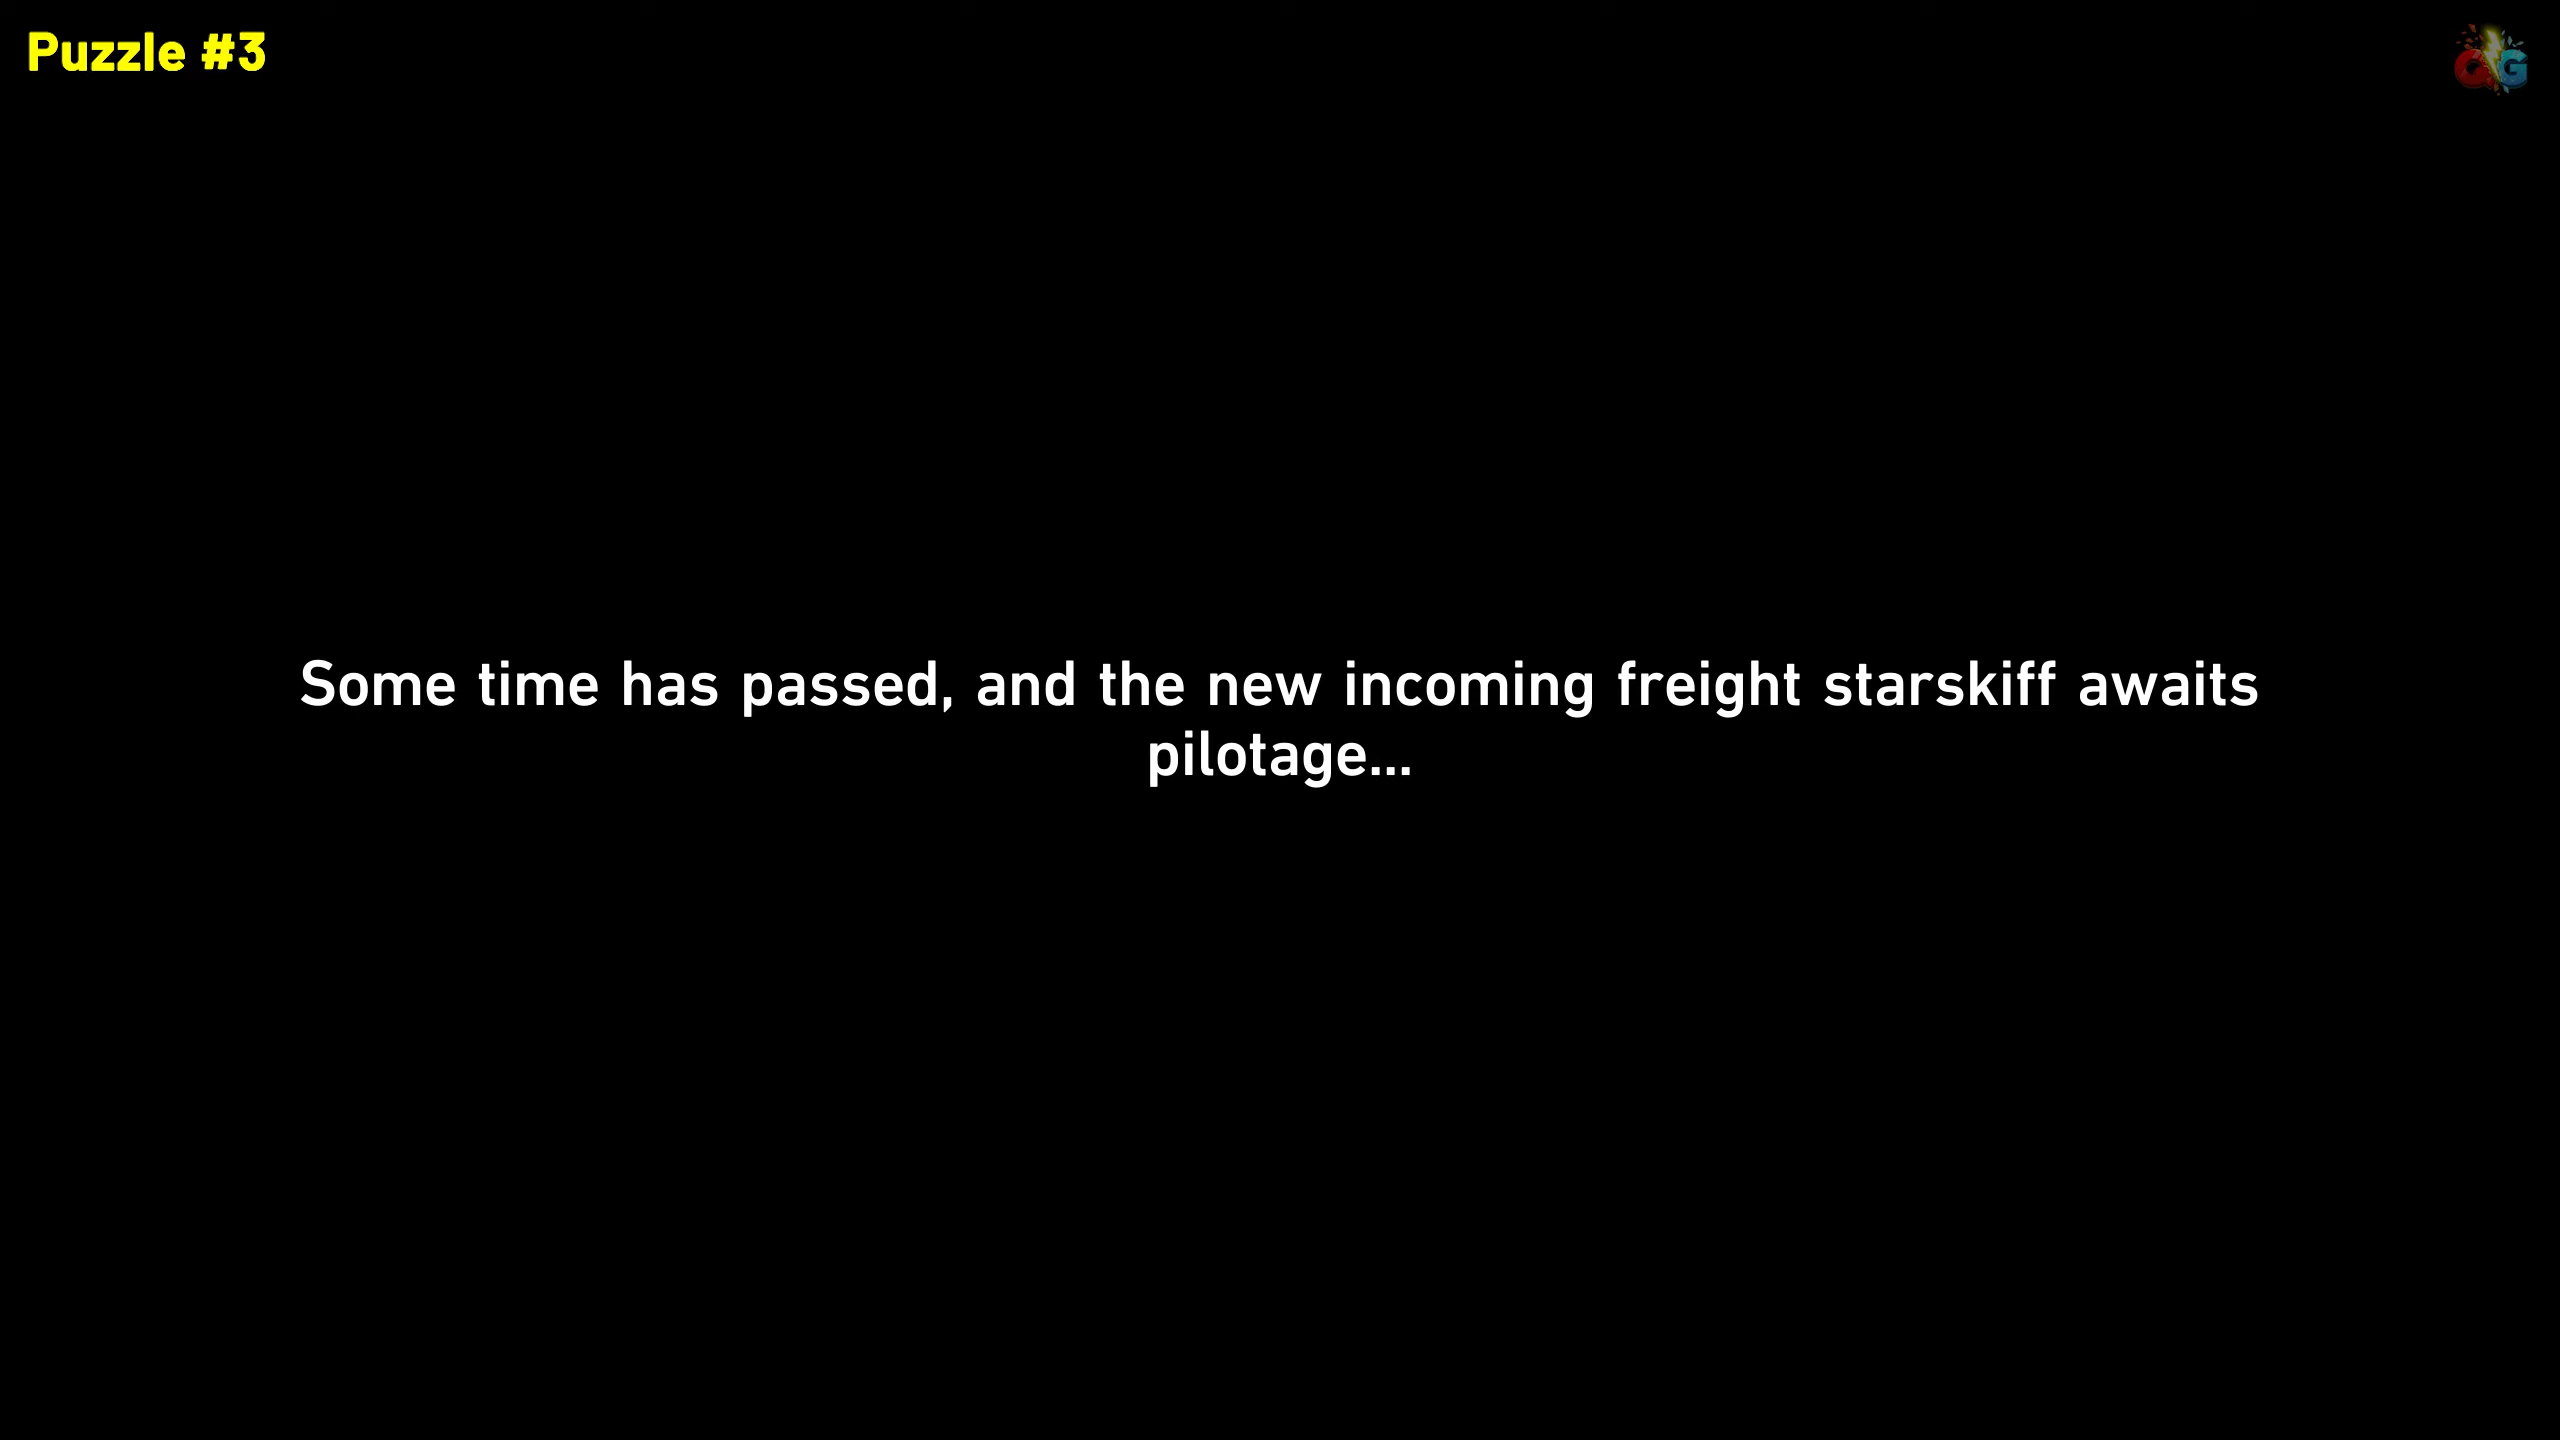 Puzzle #3
Some time has passed, and the new incoming freight starskiff awaits
pilotage...